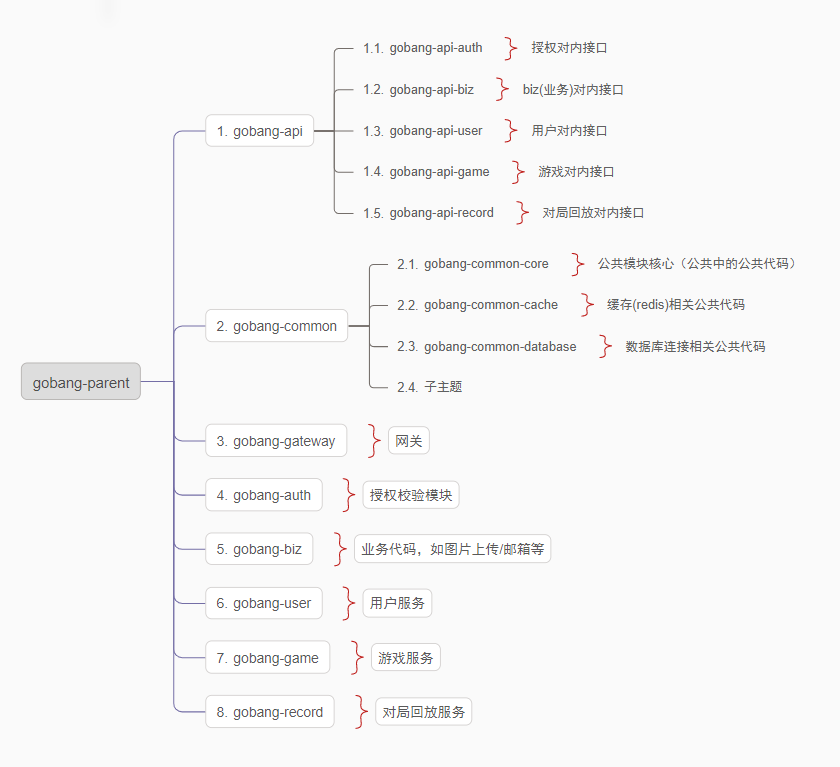 gobang-parent
1. gobang-api
1.1. gobang-api-auth 授权对内接口
1.2. gobang-api-biz biz(业务)对内接口
1.3. gobang-api-user 用户对内接口
1.4. gobang-api-game 游戏对内接口
1.5. gobang-api-record 对局回放对内接口
2. gobang-common
2.1. gobang-common-core 公共模块核心（公共中的公共代码）
2.2. gobang-common-cache 缓存(redis)相关公共代码
2.3. gobang-common-database 数据库连接相关公共代码
2.4. 子主题
3. gobang-gateway 网关
4. gobang-auth 授权校验模块
5. gobang-biz 业务代码，如图片上传/邮箱等
6. gobang-user 用户服务
7. gobang-game 游戏服务
8. gobang-record 对局回放服务